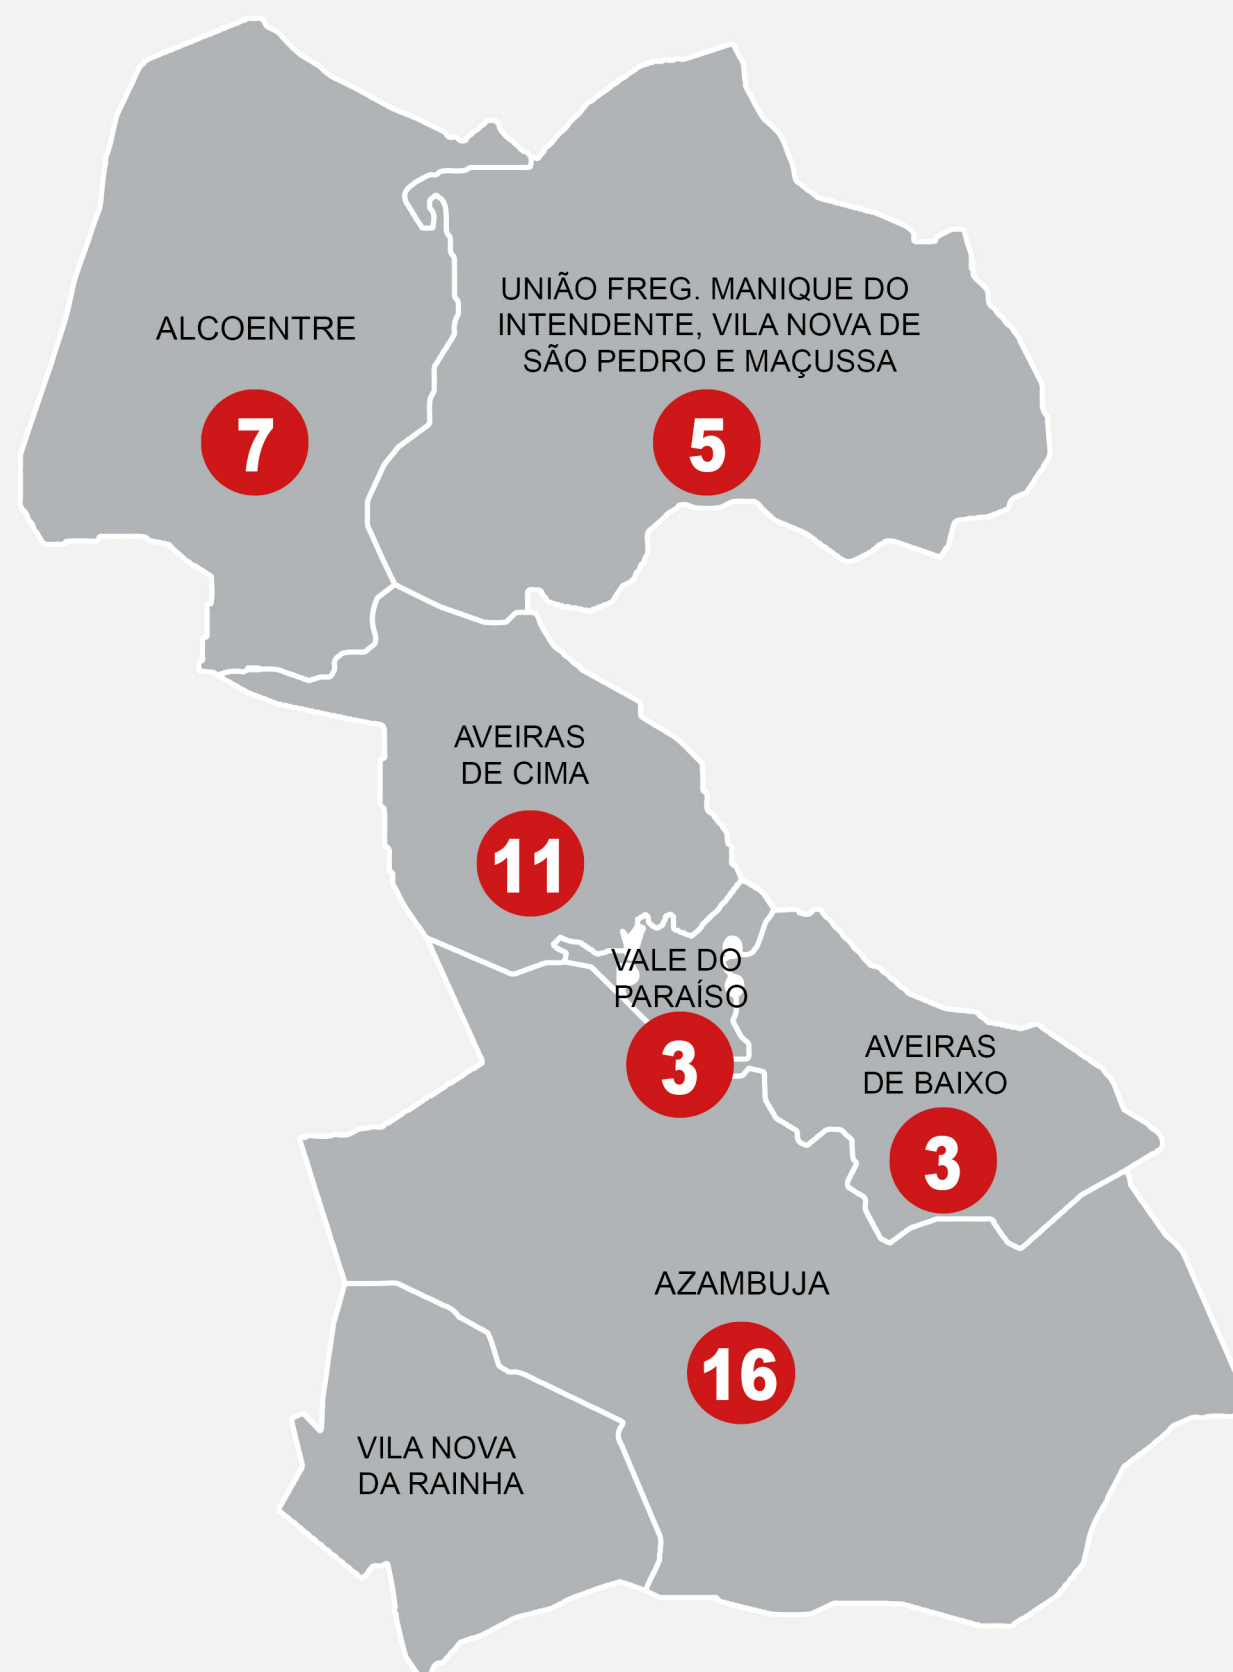 ALCOENTRE
7
UNIÃO FREG. MANIQUE DO
INTENDENTE, VILA NOVA DE
SÃO PEDRO E MAÇUSSA
5
AVEIRAS
DE CIMA
11
VALE DO
PARAÍSO
3
AVEIRAS
DE BAIXO
3
AZAMBUJA
16
VILA NOVA
DA RAINHA